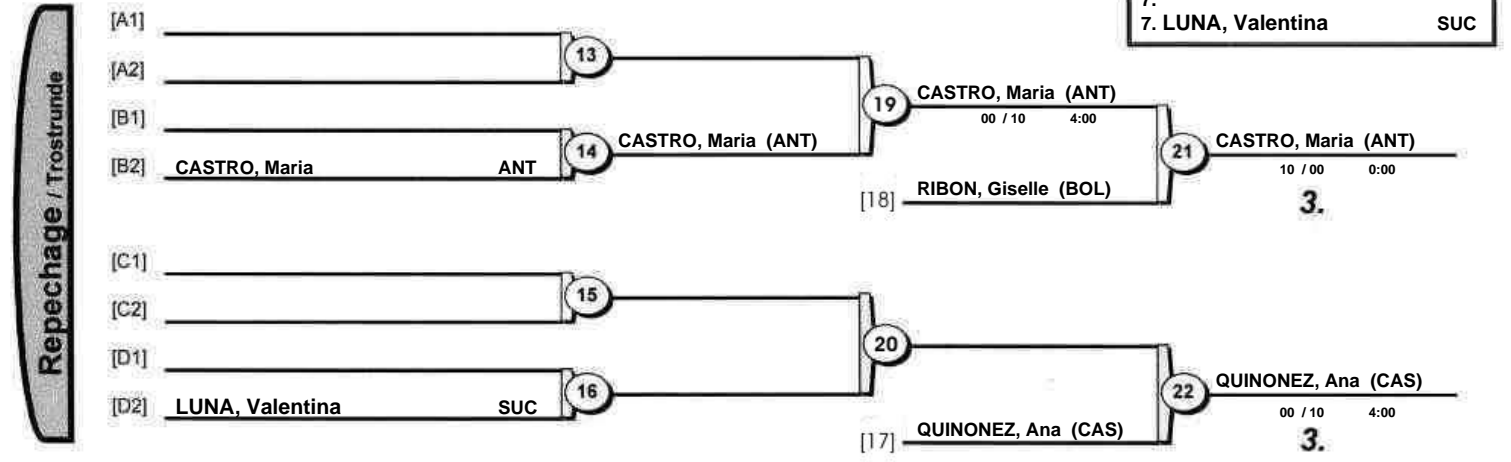 7.
7. LUNA, Valentina SUC
Repechage / Trostrunde
[A1]
13
[A2]
19
CASTRO, Maria (ANT)
00 / 10 4:00
[B1]
14
CASTRO, Maria (ANT)
[B2] CASTRO, Maria ANT
21
CASTRO, Maria (ANT)
10 / 00 0:00
3.
[18] RIBON, Giselle (BOL)
[C1]
15
[C2]
20
[D1]
16
[D2] LUNA, Valentina SUC
22
QUINONEZ, Ana (CAS)
00 / 10 4:00
3.
[17] QUINONEZ, Ana (CAS)